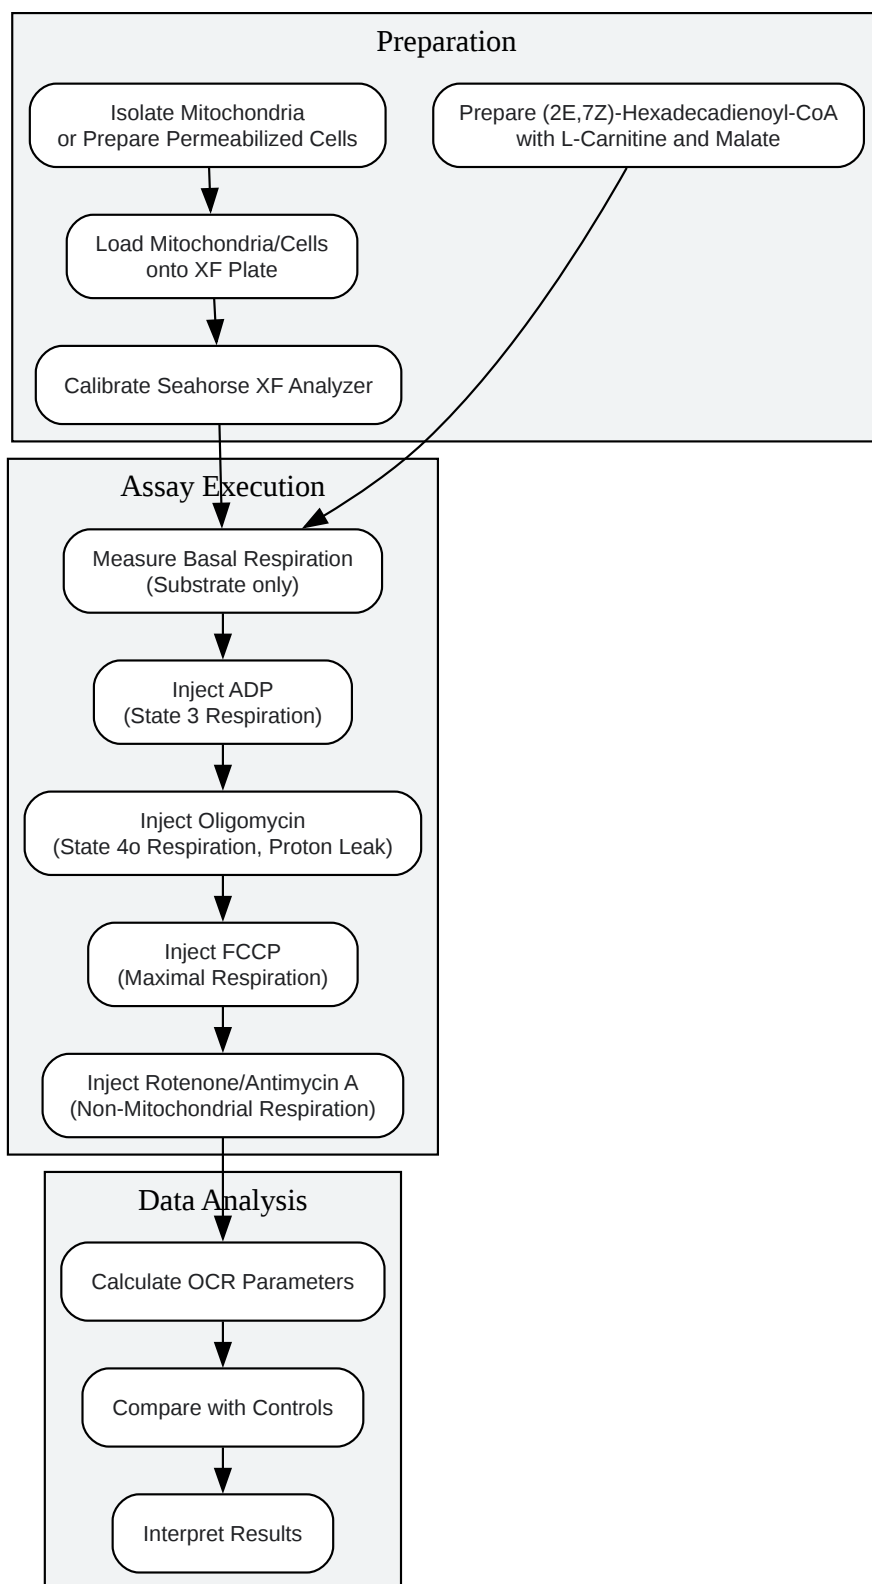 Preparation
Isolate Mitochondria
or Prepare Permeabilized Cells
Prepare (2E,7Z)-Hexadecadienoyl-CoA
with L-Carnitine and Malate
Load Mitochondria/Cells
onto XF Plate
Calibrate Seahorse XF Analyzer
Assay Execution
Measure Basal Respiration
(Substrate only)
Inject ADP
(State 3 Respiration)
Inject Oligomycin
(State 4o Respiration, Proton Leak)
Inject FCCP
(Maximal Respiration)
Inject Rotenone/Antimycin A
(Non-Mitochondrial Respiration)
Data Analysis
Calculate OCR Parameters
Compare with Controls
Interpret Results